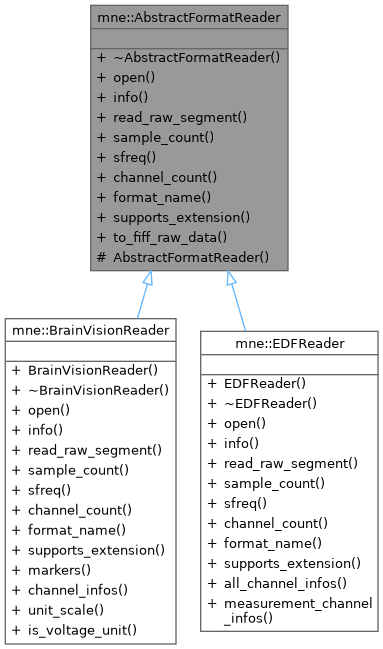 mne::AbstractFormatReader
+ ~AbstractFormatReader()
+ open()
+ info()
+ read_raw_segment()
+ sample_count()
+ sfreq()
+ channel_count()
+ format_name()
+ supports_extension()
+ to_fiff_raw_data()
# AbstractFormatReader()
mne::BrainVisionReader
+ BrainVisionReader()
+ ~BrainVisionReader()
+ open()
+ info()
+ read_raw_segment()
+ sample_count()
+ sfreq()
+ channel_count()
+ format_name()
+ supports_extension()
+ markers()
+ channel_infos()
+ unit_scale()
+ is_voltage_unit()
mne::EDFReader
+ EDFReader()
+ ~EDFReader()
+ open()
+ info()
+ read_raw_segment()
+ sample_count()
+ sfreq()
+ channel_count()
+ format_name()
+ supports_extension()
+ all_channel_infos()
+ measurement_channel
_infos()